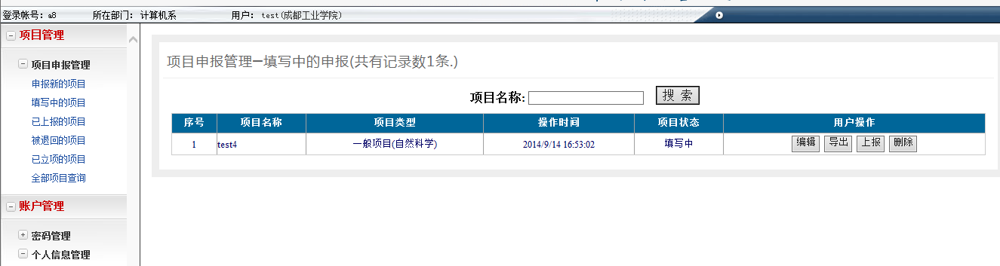 登录帐号: a8 所在部门: 计算机系 用户: test(成都工业学院)
项目管理
项目申报管理
申报新的项目
填写中的项目
已上报的项目
被退回的项目
已立项的项目
全部项目查询
账户管理
密码管理
个人信息管理
项目申报管理—填写中的申报(共有记录数1条.)
项目名称: 搜 索
序号 项目名称 项目类型 操作时间 项目状态 用户操作
1 test4 一般项目(自然科学) 2014/9/14 16:53:02 填写中 编辑 导出 上报 删除